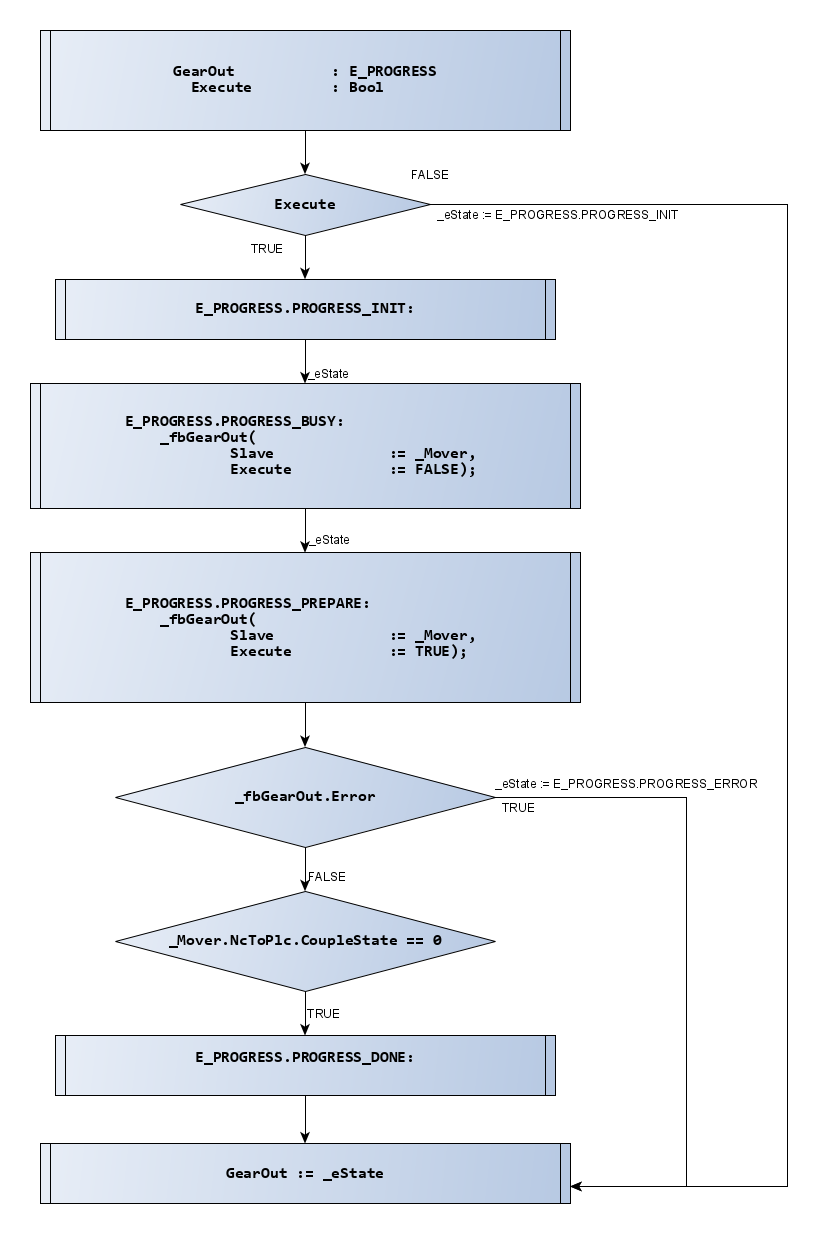 GearOut : E_PROGRESS
Execute : Bool
FALSE
Execute
_eState := E_PROGRESS.PROGRESS_INIT
TRUE
E_PROGRESS.PROGRESS_INIT:
_eState
E_PROGRESS.PROGRESS_BUSY:
_fbGearOut(
Slave := _Mover,
Execute := FALSE);
_eState
E_PROGRESS.PROGRESS_PREPARE:
_fbGearOut(
Slave := _Mover,
Execute := TRUE);
_eState := E_PROGRESS.PROGRESS_ERROR
_fbGearOut.Error
TRUE
FALSE
_Mover.NcToPlc.CoupleState == 0
TRUE
E_PROGRESS.PROGRESS_DONE:
GearOut := _eState